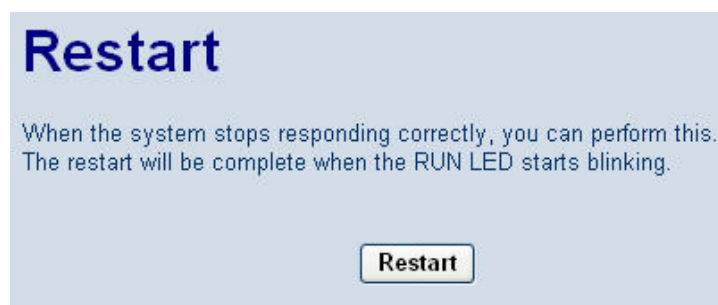 Restart
When the system stops responding correctly, you can perform this.
The restart will be complete when the RUN LED starts blinking.
Restart